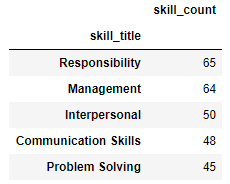 skill_count
skill_title
Responsibility 65
Management 64
Interpersonal 50
Communication Skills 48
Problem Solving 45